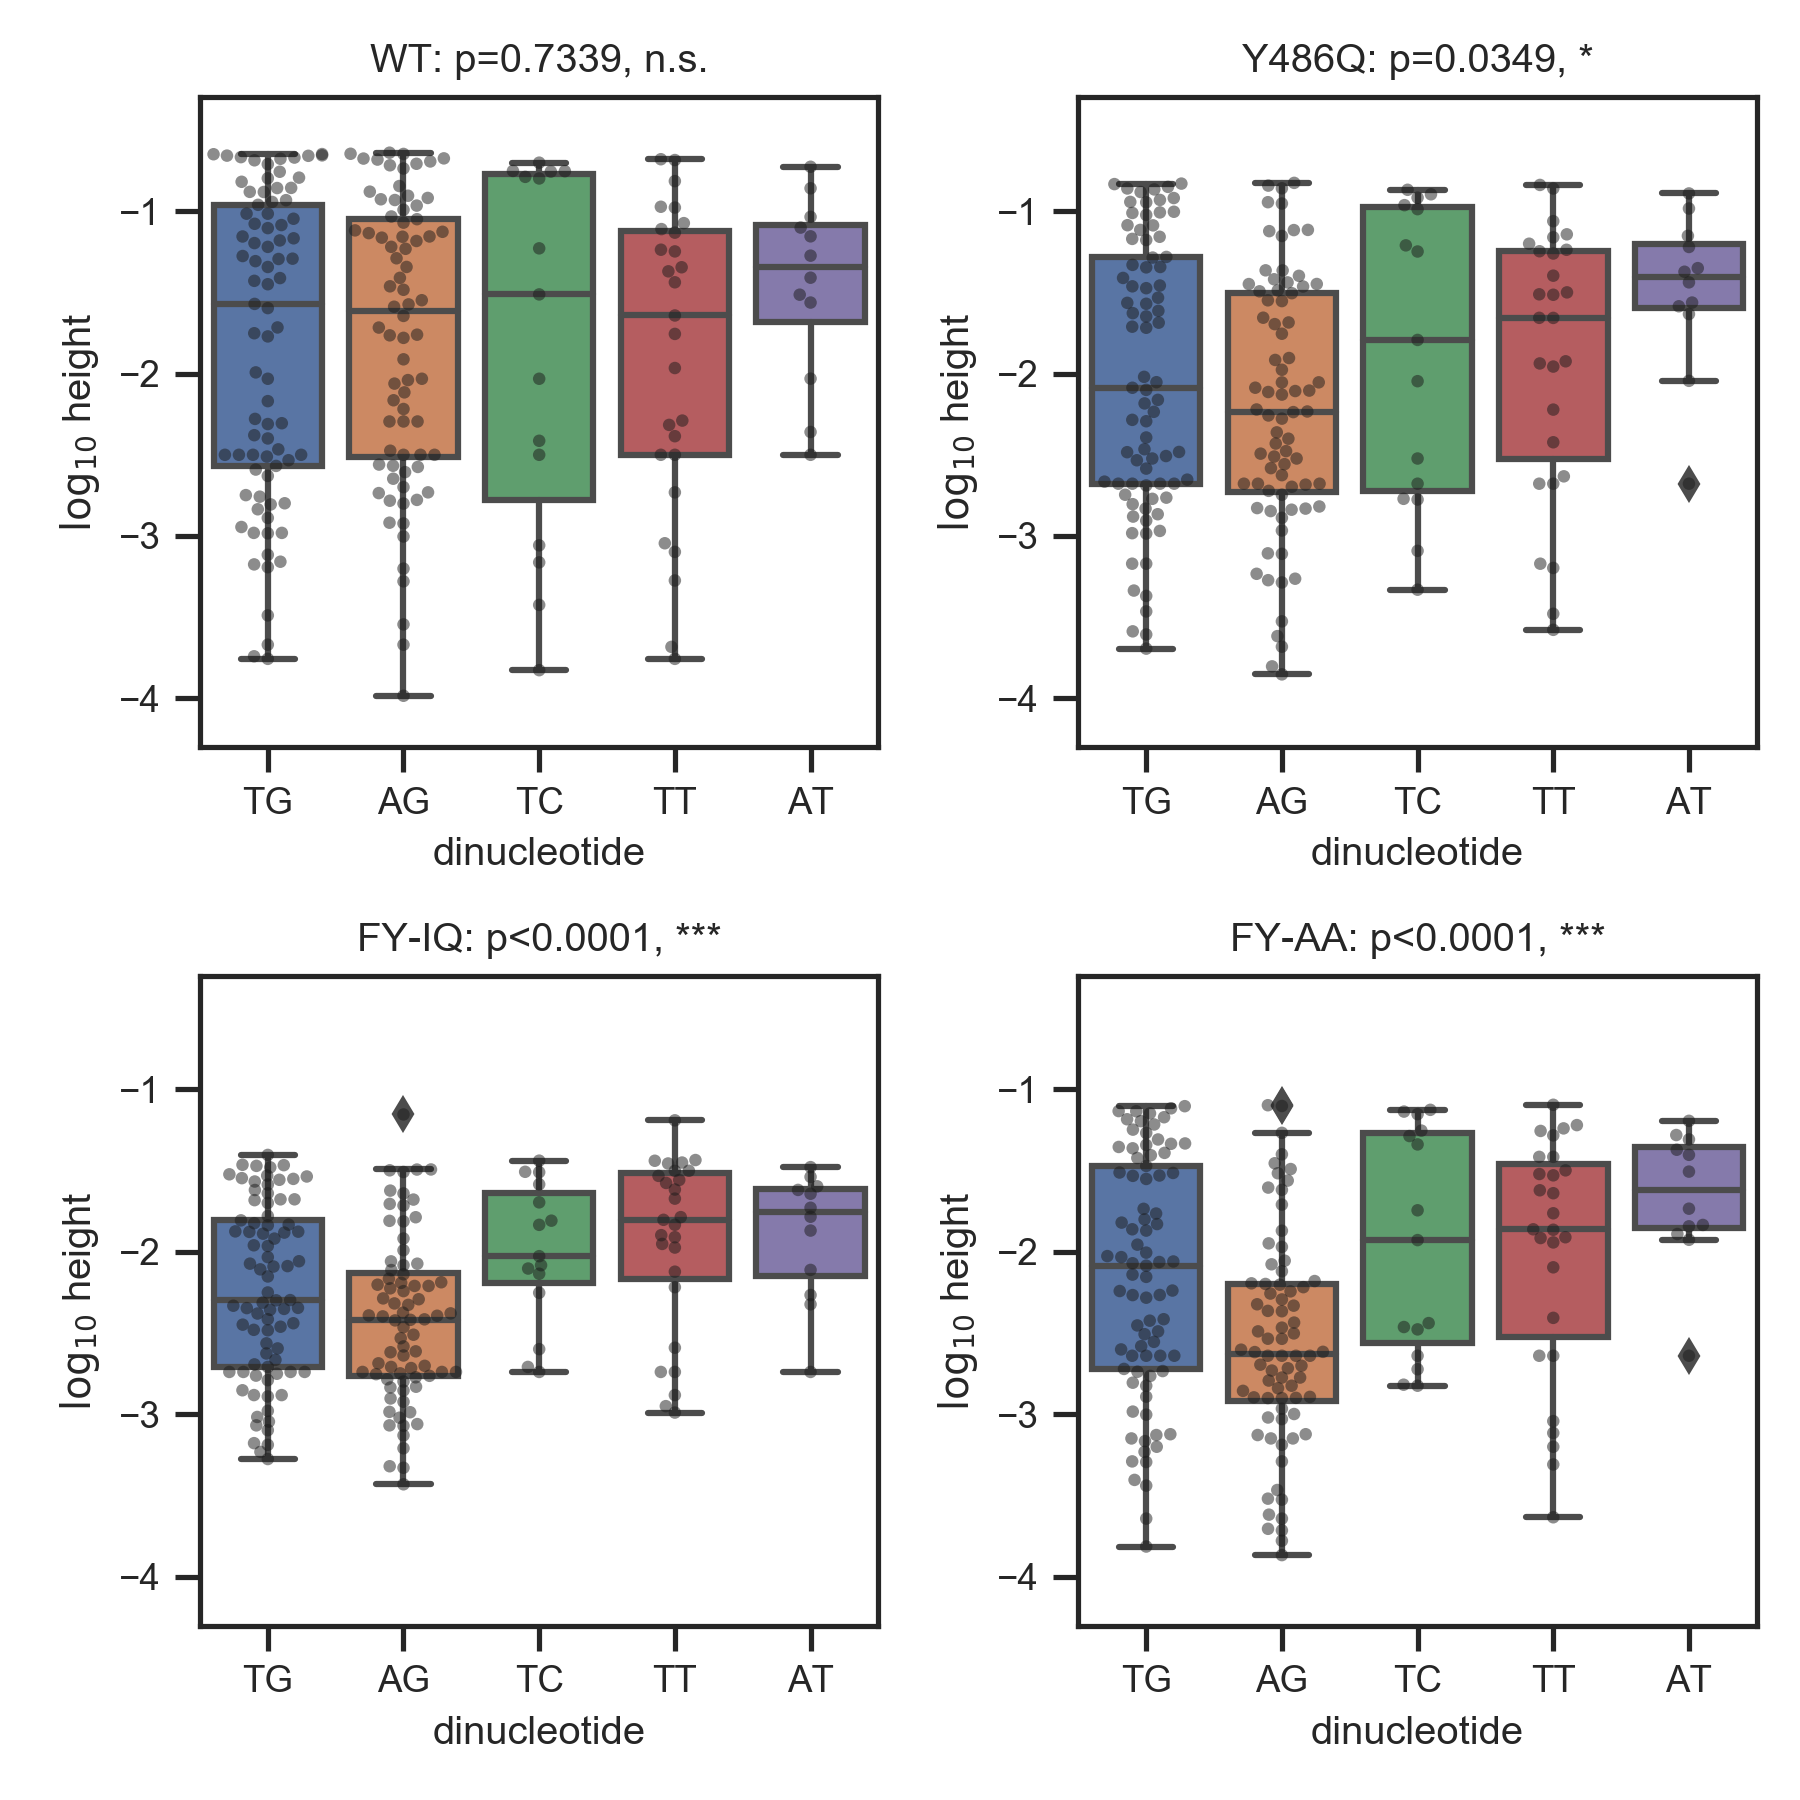 WT: p=0.7339, n.s.
log10 height
−1
−2
−3
−4
TG AG TC TT AT
dinucleotide
Y486Q: p=0.0349, *
log10 height
−1
−2
−3
−4
TG AG TC TT AT
dinucleotide
FY-IQ: p<0.0001, ***
log10 height
−1
−2
−3
−4
TG AG TC TT AT
dinucleotide
FY-AA: p<0.0001, ***
log10 height
−1
−2
−3
−4
TG AG TC TT AT
dinucleotide